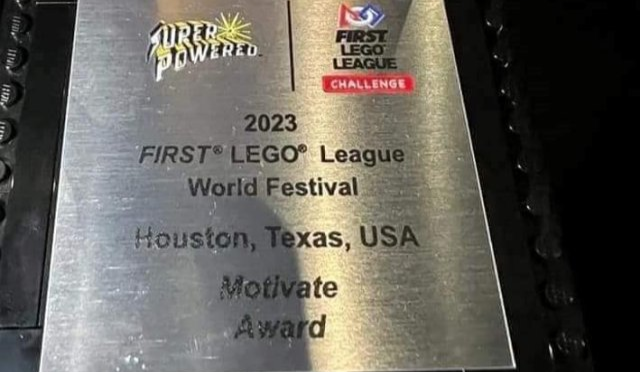 SUPER
POWERED
FIRST
LEGO
LEAGUE
CHALLENGE
2023
FIRST® LEGO® League
World Festival
Houston, Texas, USA
Motivate
Award